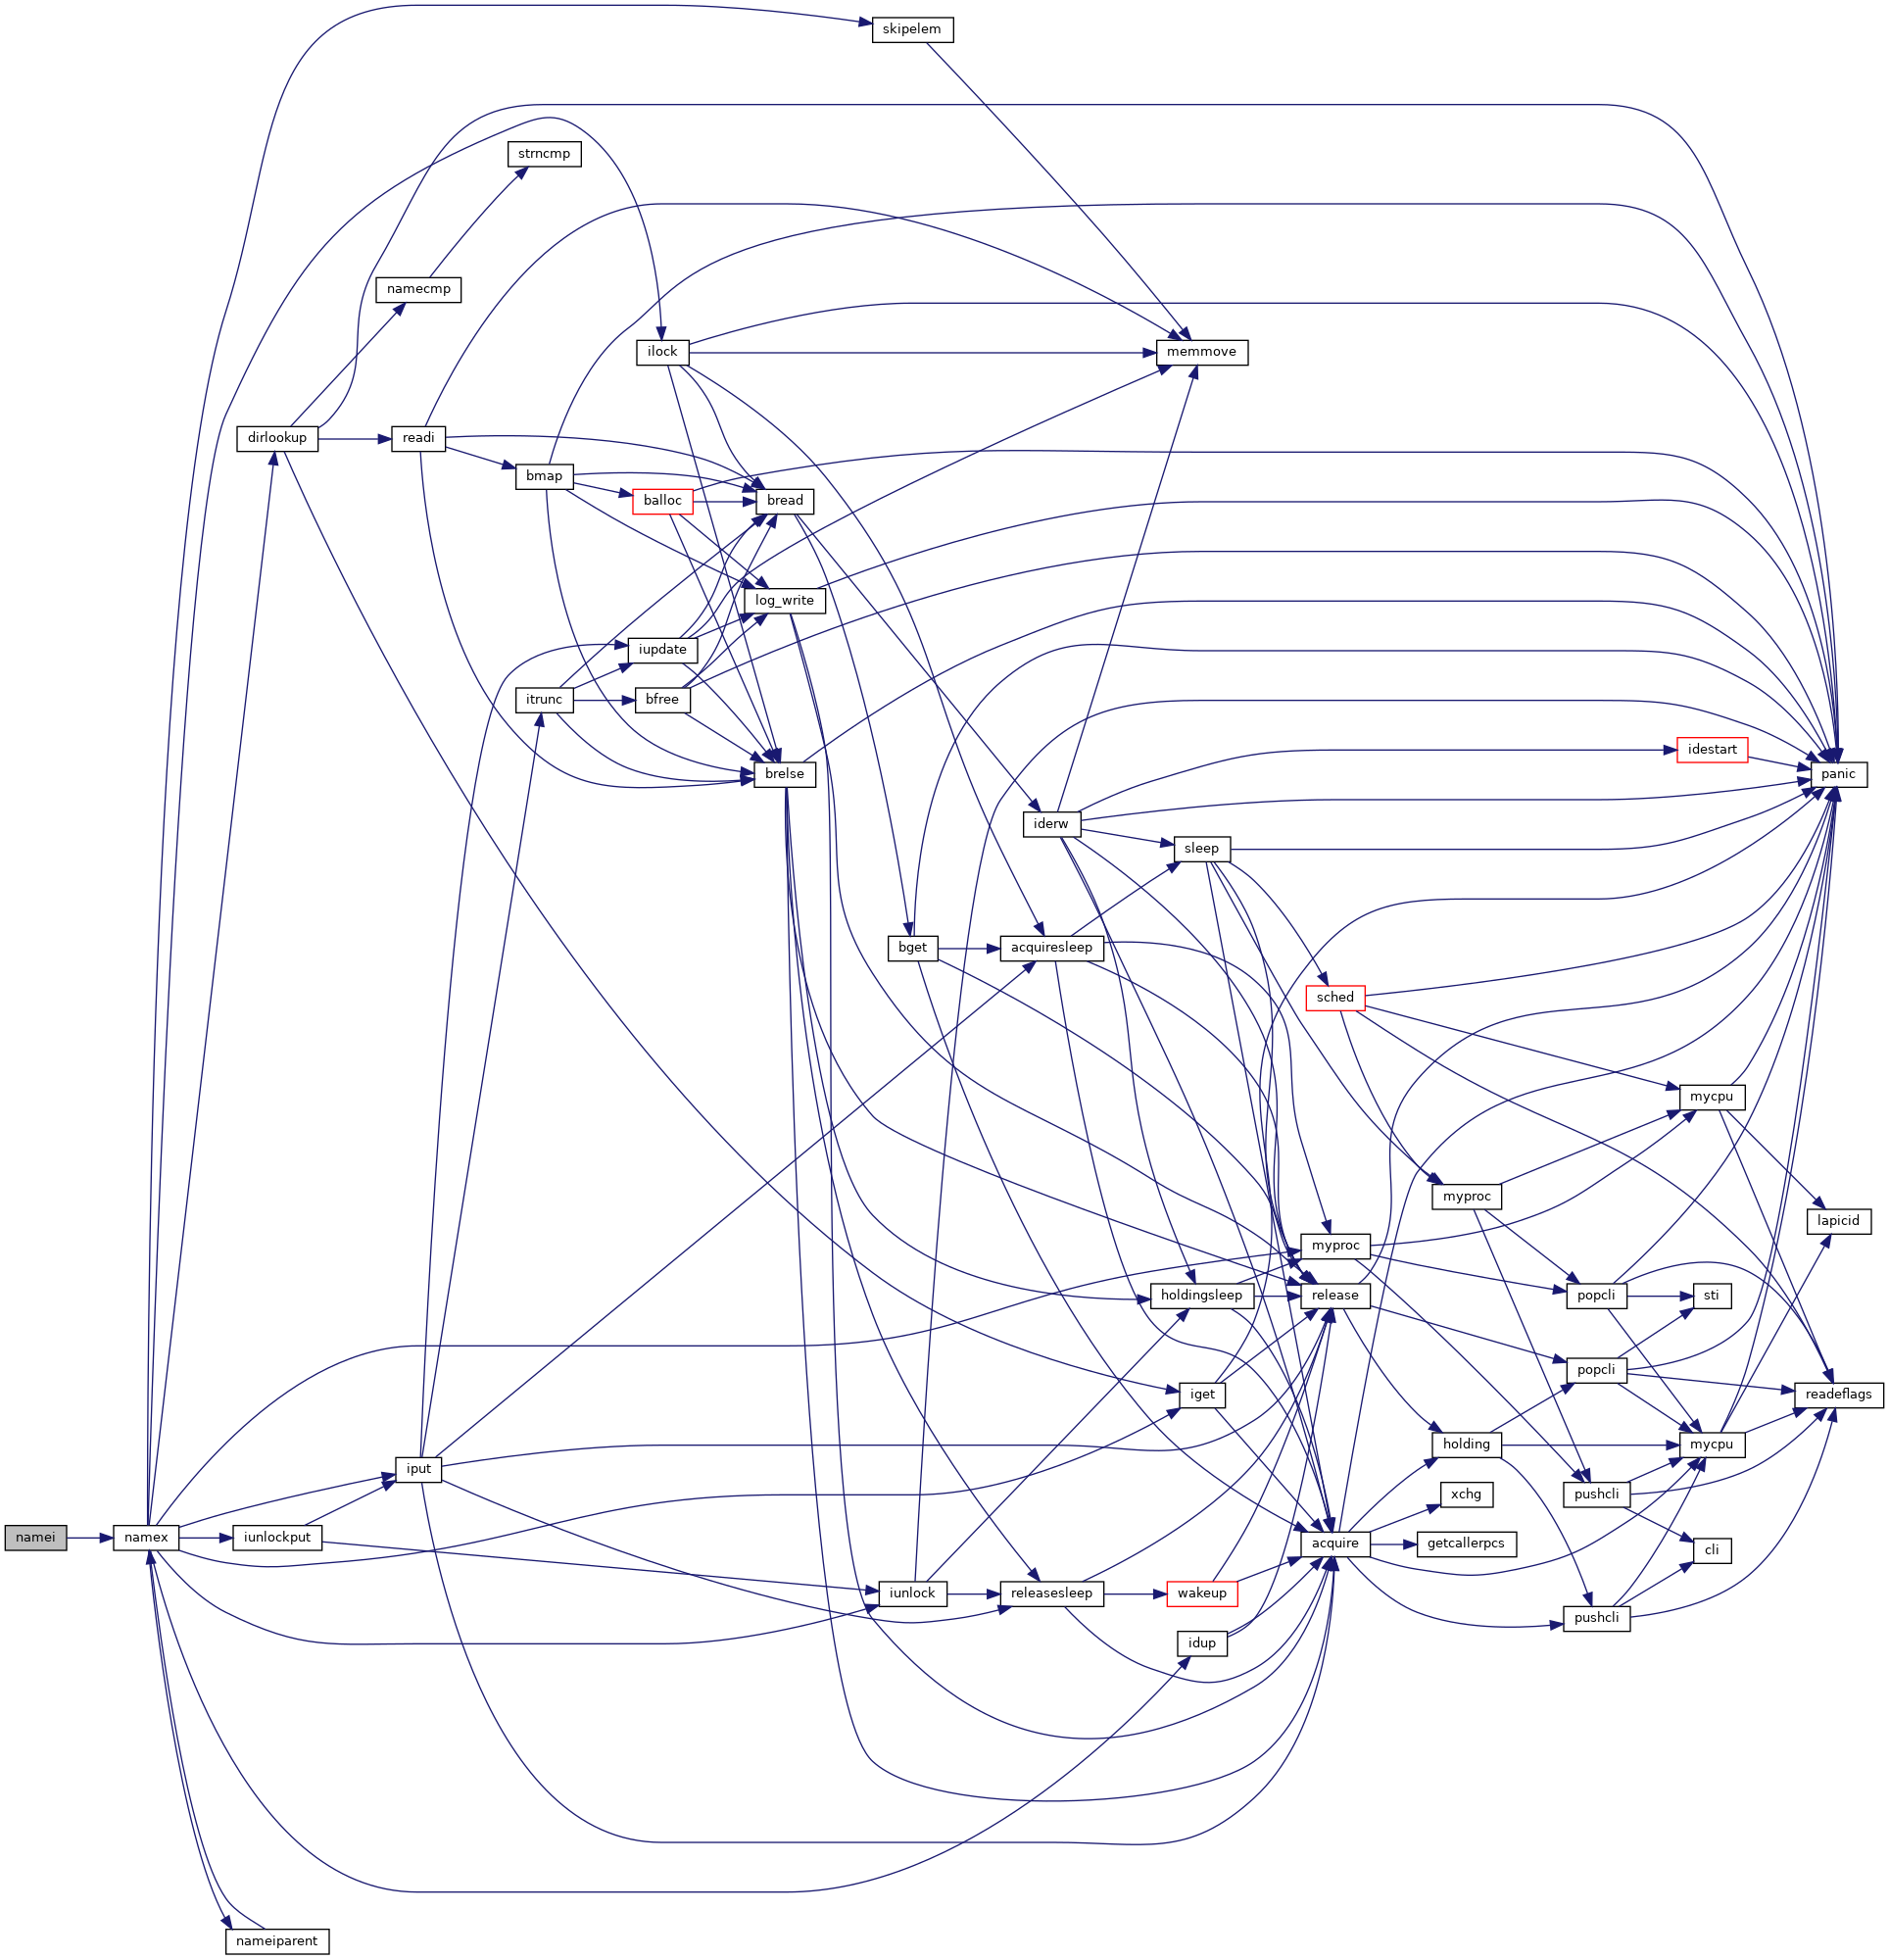 skipelem
strncmp
namecmp
ilock
memmove
dirlookup
readi
bmap
balloc
bread
log_write
iupdate
itrunc
bfree
idestart
brelse
panic
iderw
sleep
bget
acquiresleep
sched
mycpu
myproc
lapicid
myproc
holdingsleep
release
popcli
sti
popcli
iget
readeflags
holding
mycpu
iput
xchg
pushcli
namei
namex
iunlockput
acquire
getcallerpcs
cli
iunlock
releasesleep
wakeup
pushcli
idup
nameiparent